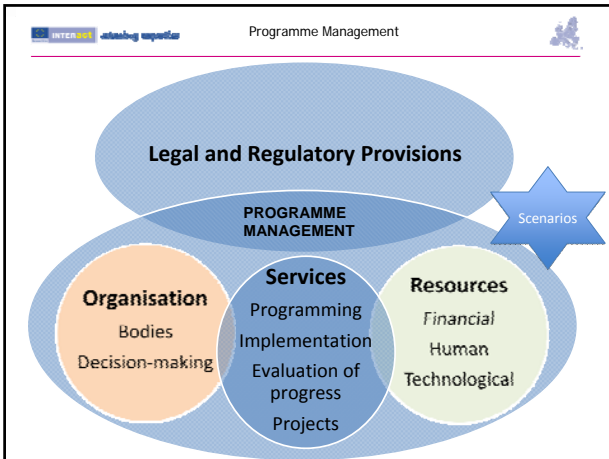 INTERact
Programme Management
Legal and Regulatory Provisions
PROGRAMME
MANAGEMENT
Scenarios
Organisation
Bodies
Decision-making
Services
Programming
Implementation
Evaluation of
progress
Projects
Resources
Financial
Human
Technological